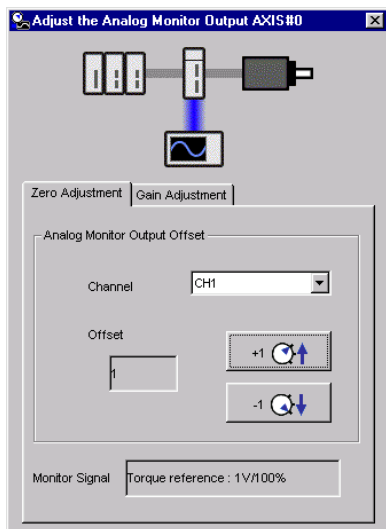 Adjust the Analog Monitor Output AXIS#0
Zero Adjustment
Gain Adjustment
Analog Monitor Output Offset
Channel
CH1
Offset
1
+1
-1
Monitor Signal
Torque reference : 1V/100%